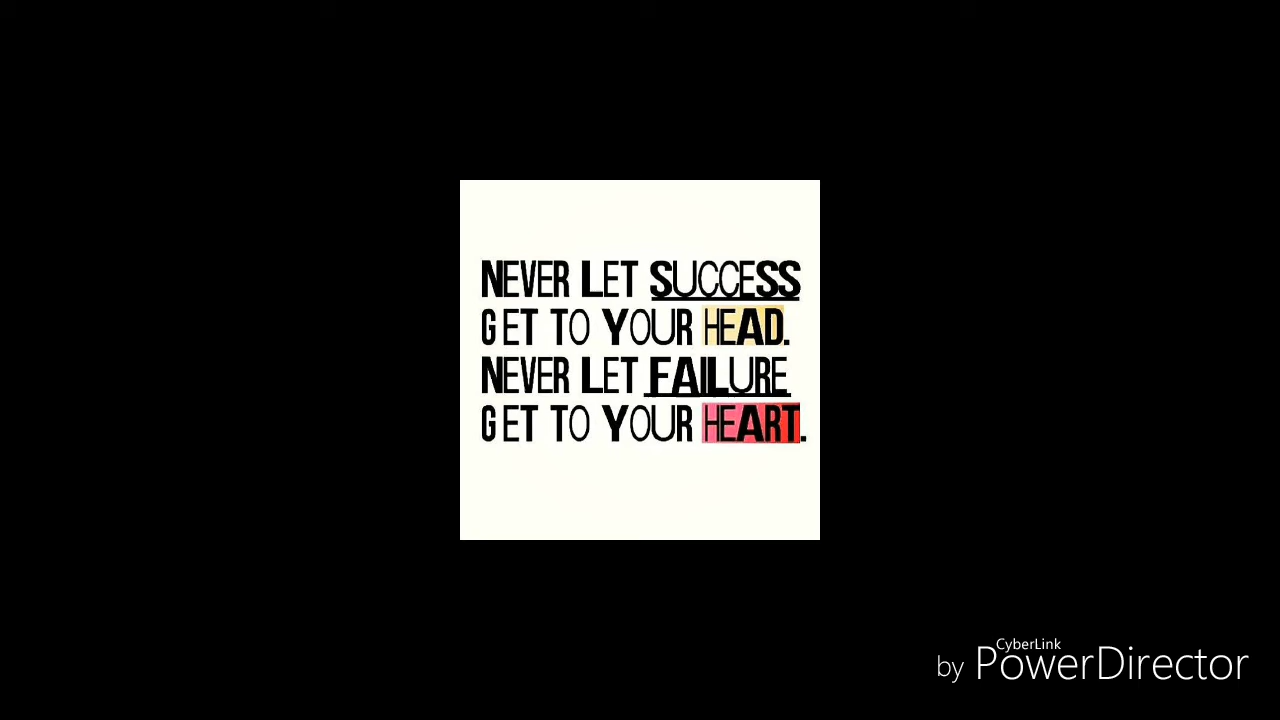 NEVER LET SUCCESS
GET TO YOUR HEAD.
NEVER LET FAILURE
GET TO YOUR HEART.
CyberLink
by PowerDirector